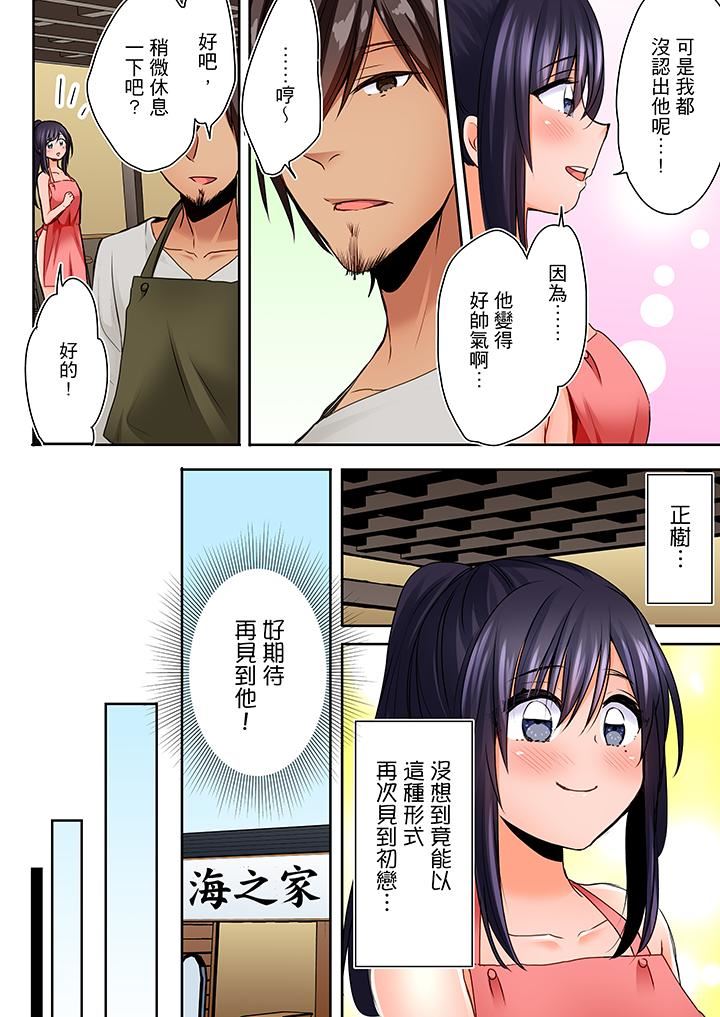 可是我都
沒認出他呢…！
因為……
他變得
好帥氣啊…
……哼～
好吧，
稍微休息
一下吧？
好的！
正樹…
沒想到竟能以
這種形式
再次見到初戀…
好期待
再見到他！
海之家